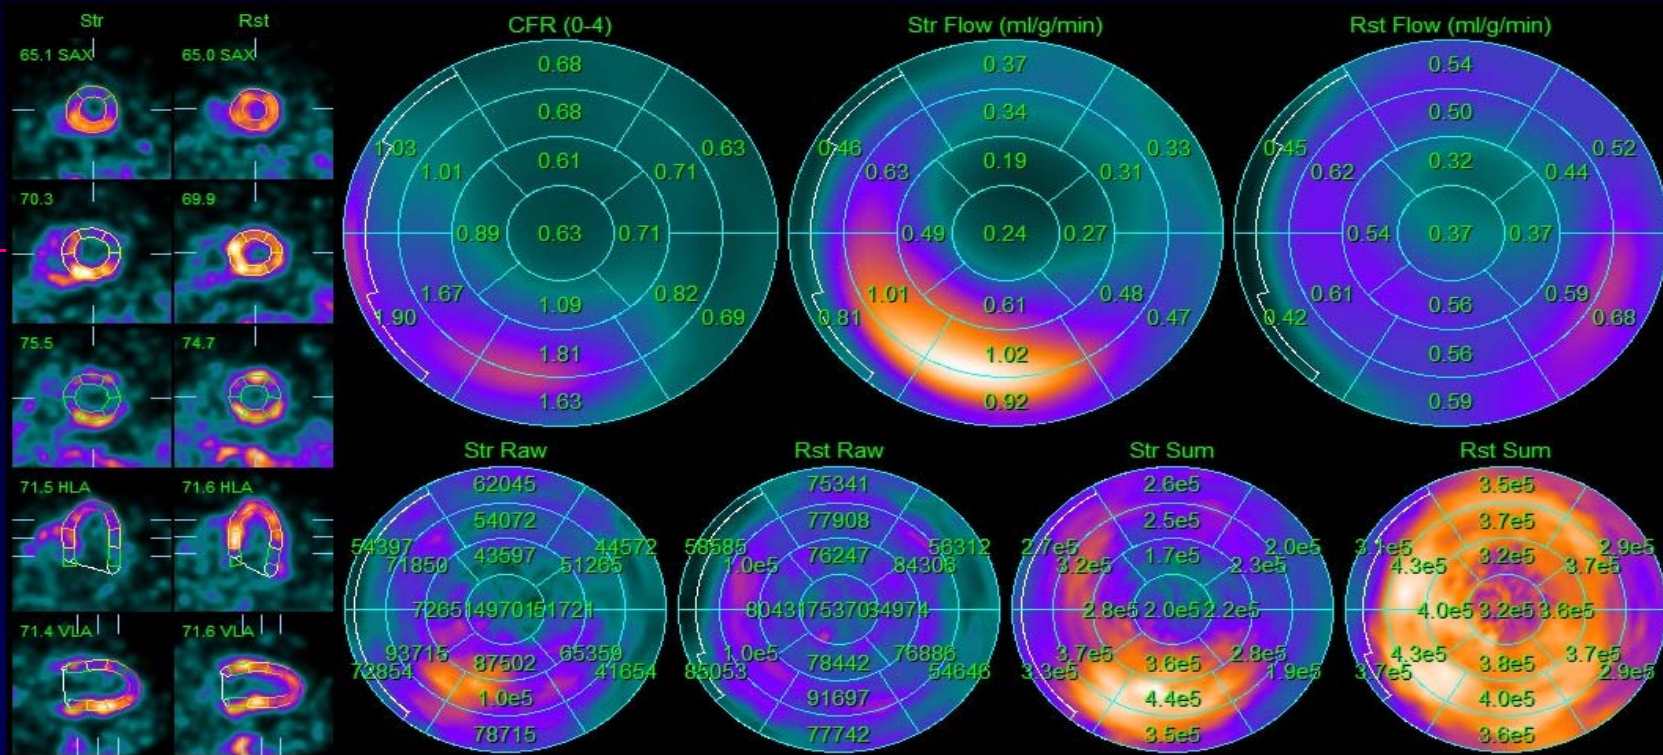 Str Rst
65.1 SAX 65.0 SAX
70.3 69.9
75.5 74.7
71.5 HLA 71.6 HLA
71.4 VLA 71.6 VLA
CFR (0-4)
0.68
0.68
1.03 0.63
1.01 0.61 0.71
0.89 0.63 0.71
1.67 1.09 0.82
1.90 0.69
1.81
1.63
Str Flow (ml/g/min)
0.37
0.34
0.46 0.33
0.63 0.19 0.31
0.49 0.24 0.27
1.01 0.61 0.48
0.81 0.47
1.02
0.92
Rst Flow (ml/g/min)
0.54
0.50
0.45 0.52
0.62 0.32 0.44
0.54 0.37 0.37
0.61 0.56 0.59
0.42 0.68
0.56
0.59
Str Raw
62045
54072
54397 43597 44572
71850 51265
72651 49701 51721
93715 87502 65359
72854 41654
1.0e5
78715
Rst Raw
75341
77908
58585 76247 56312
1.0e5 84306
80431 75370
1.0e5 78442 76886
85053 54646
91697
77742
Str Sum
2.6e5
2.5e5
2.7e5 1.7e5 2.0e5
3.2e5 2.3e5
2.8e5 2.0e5 2.2e5
3.7e5 3.6e5 2.8e5
3.3e5 1.9e5
4.4e5
3.5e5
Rst Sum
3.5e5
3.7e5
3.1e5 3.2e5 2.9e5
4.3e5 3.7e5
4.0e5 3.2e5 3.6e5
4.3e5 3.8e5 3.7e5
3.7e5 2.9e5
4.0e5
3.6e5